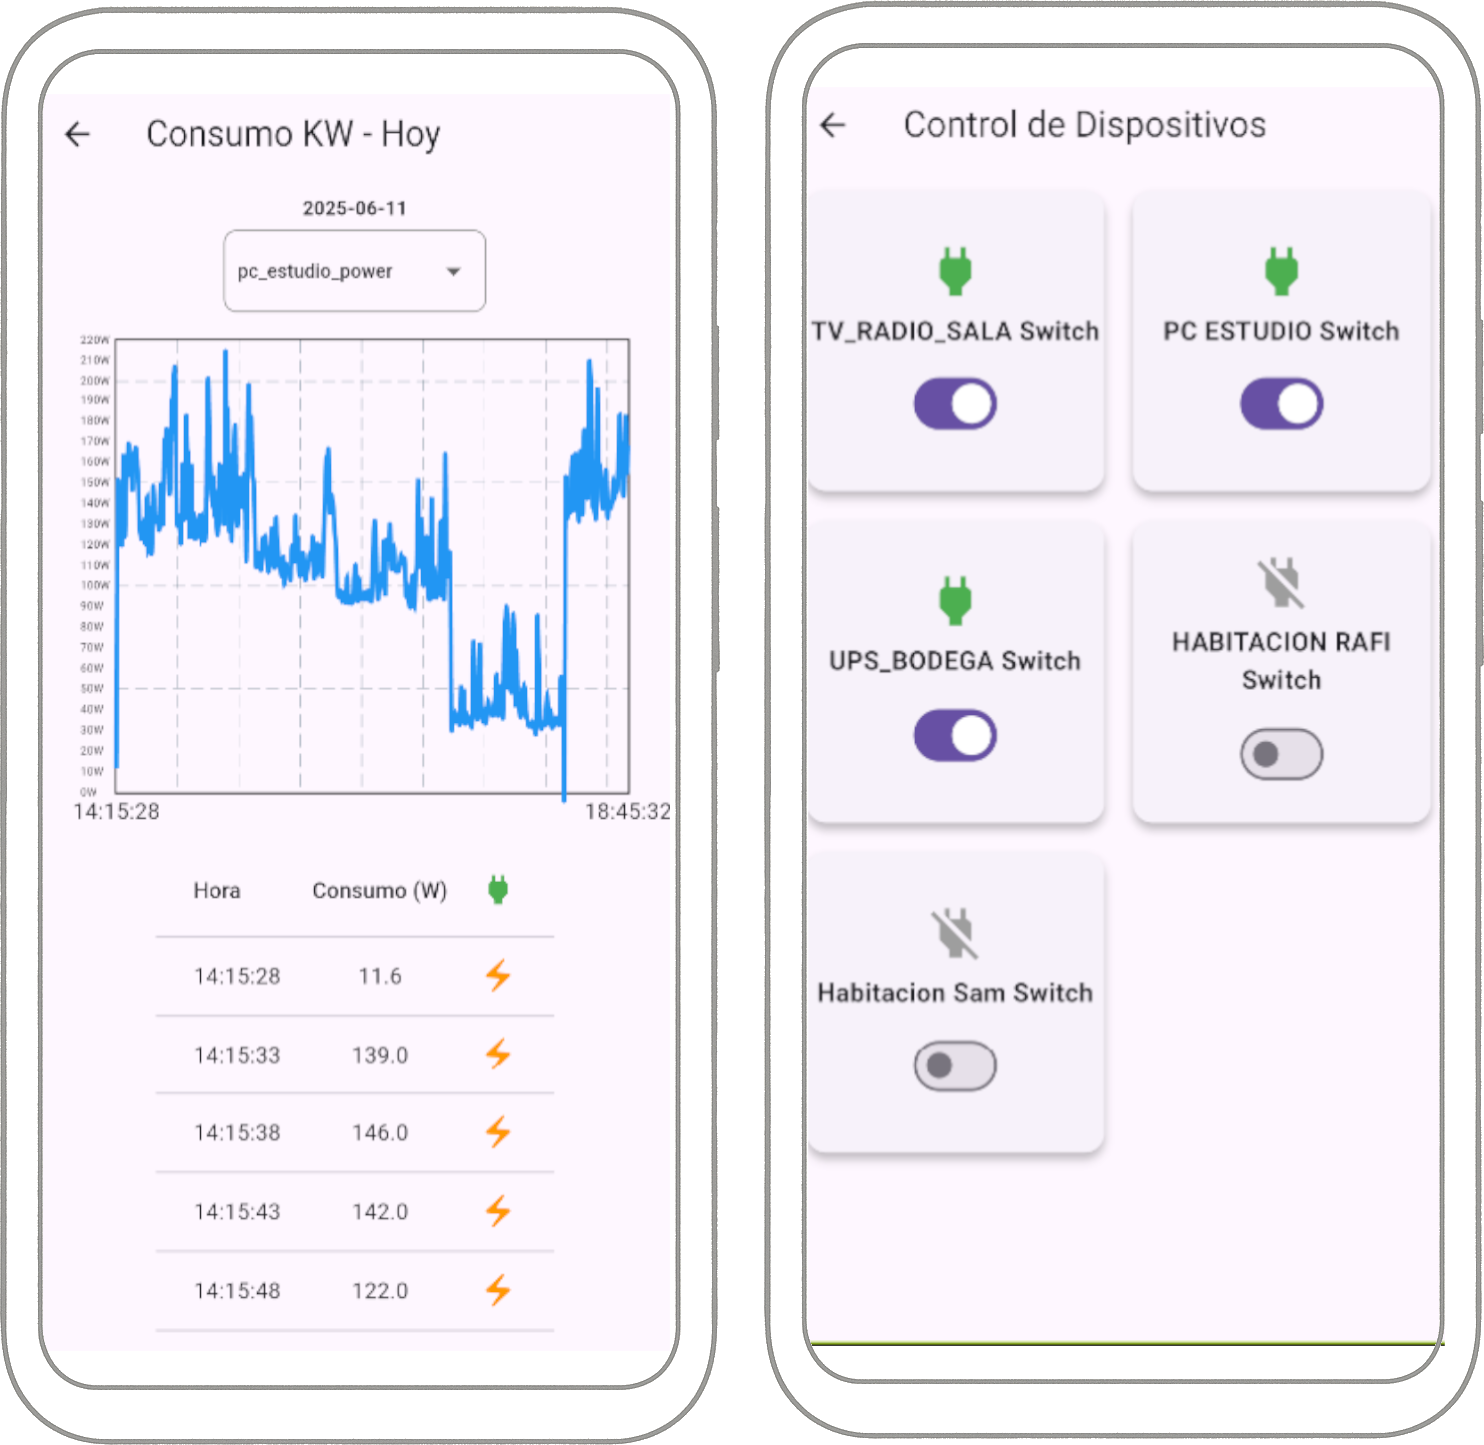 Consumo KW - Hoy
2025-06-11
pc_estudio_power
220W
210W
200W
190W
180W
170W
160W
150W
140W
130W
120W
110W
100W
90W
80W
70W
60W
50W
40W
30W
20W
10W
0W
14:15:28 18:45:32
Hora Consumo (W)
14:15:28 11.6
14:15:33 139.0
14:15:38 146.0
14:15:43 142.0
14:15:48 122.0
Control de Dispositivos
TV_RADIO_SALA Switch
PC ESTUDIO Switch
UPS_BODEGA Switch
HABITACION RAFI
Switch
Habitacion Sam Switch